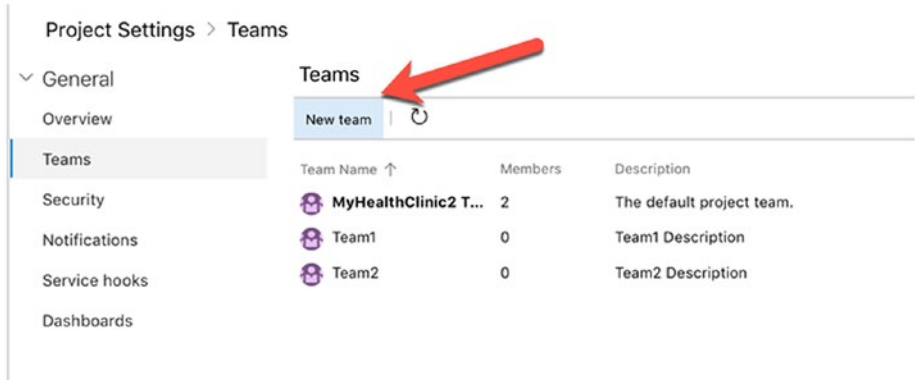 Project Settings > Teams
General
Overview
Teams
Security
Notifications
Service hooks
Dashboards
Teams
New team
Team Name ↑ Members Description
MyHealthClinic2 T... 2 The default project team.
Team1 0 Team1 Description
Team2 0 Team2 Description